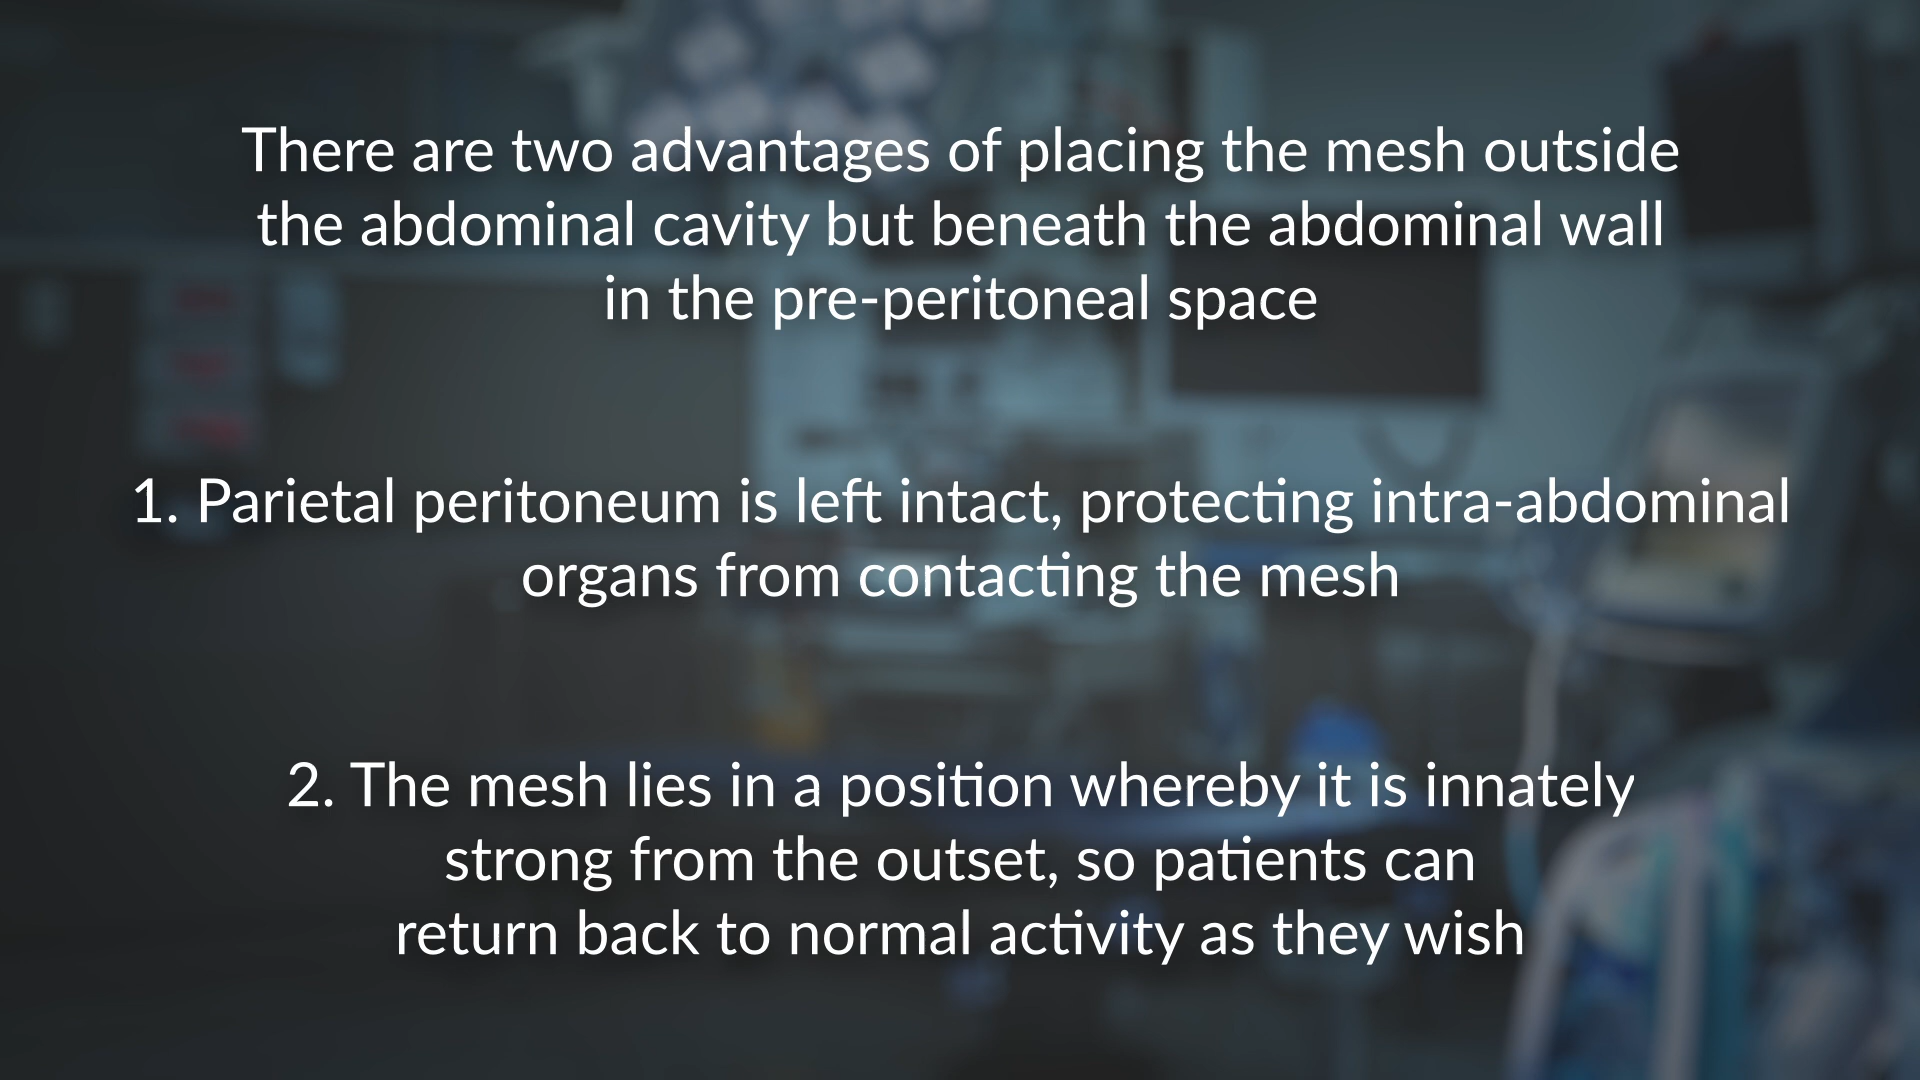 There are two advantages of placing the mesh outside
the abdominal cavity but beneath the abdominal wall
in the pre-peritoneal space
1. Parietal peritoneum is left intact, protecting intra-abdominal
organs from contacting the mesh
2. The mesh lies in a position whereby it is innately
strong from the outset, so patients can
return back to normal activity as they wish